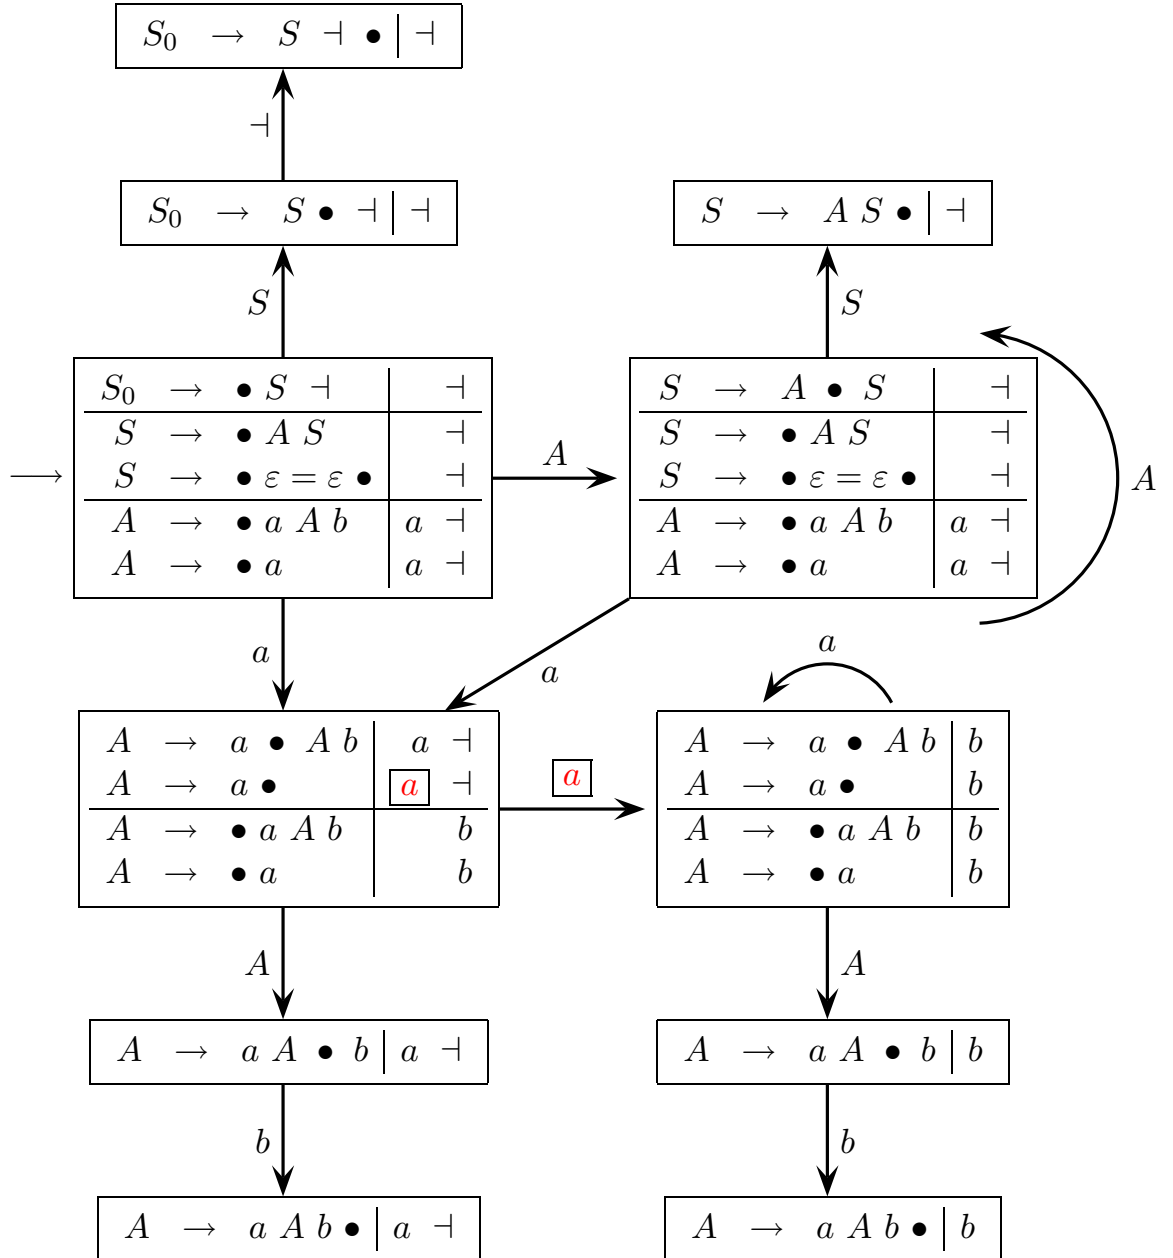 S₀ → S ⊣ • | ⊣
⊣
S₀ → S • ⊣ | ⊣
S → A S • | ⊣
S
S
S₀ → • S ⊣ | ⊣
S → • A S | ⊣
S → • ε = ε • | ⊣
A → • a A b | a ⊣
A → • a | a ⊣
A
S → A • S | ⊣
S → • A S | ⊣
S → • ε = ε • | ⊣
A → • a A b | a ⊣
A → • a | a ⊣
A
a
a
a
A → a • A b | a ⊣
A → a • | a ⊣
A → • a A b | b
A → • a | b
a
A → a • A b | b
A → a • | b
A → • a A b | b
A → • a | b
A
A
A → a A • b | a ⊣
A → a A • b | b
b
b
A → a A b • | a ⊣
A → a A b • | b